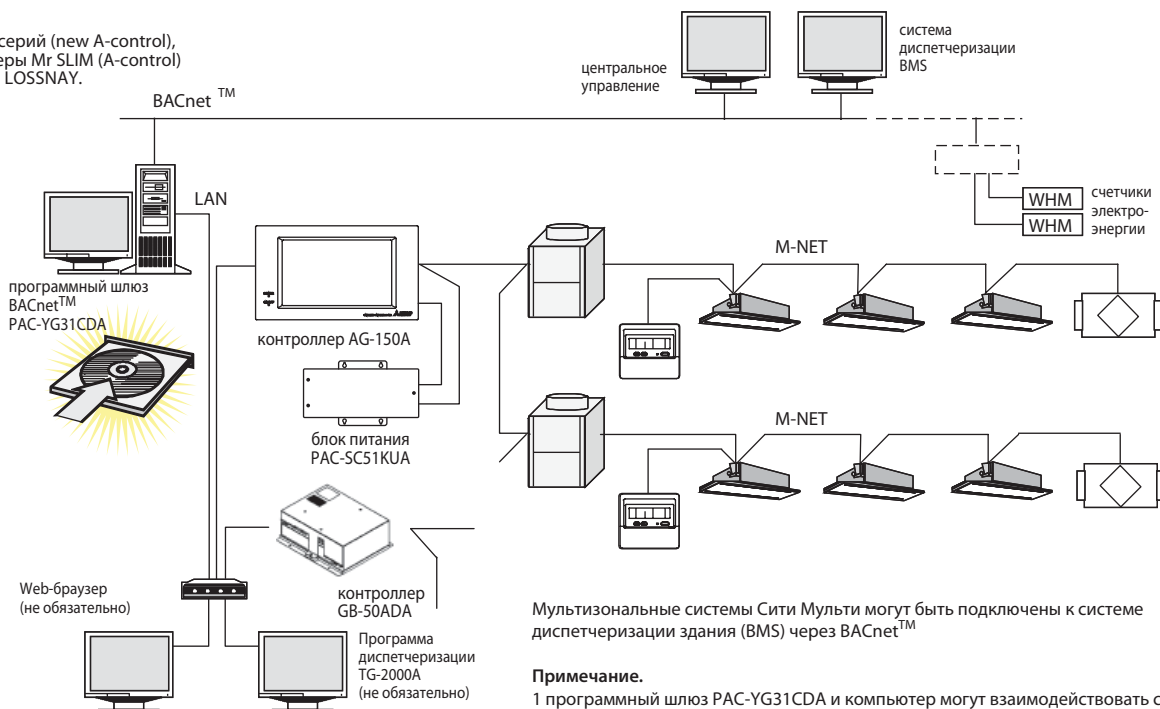 серий (new A-control),
еры Mr SLIM (A-control)
LOSSNAY.
BACnet TM
центральное
управление
система
диспетчеризации
BMS
LAN
WHM
WHM
счетчики
электро-
энергии
M-NET
программный шлюз
BACnetTM
PAC-YG31CDA
контроллер AG-150A
блок питания
PAC-SC51KUA
M-NET
Web-браузер
(не обязательно)
контроллер
GB-50ADA
Программа
диспетчеризации
TG-2000A
(не обязательно)
Мультизональные системы Сити Мульти могут быть подключены к системе
диспетчеризации здания (BMS) через BACnetTM
Примечание.
1 программный шлюз PAC-YG31CDA и компьютер могут взаимодействовать с